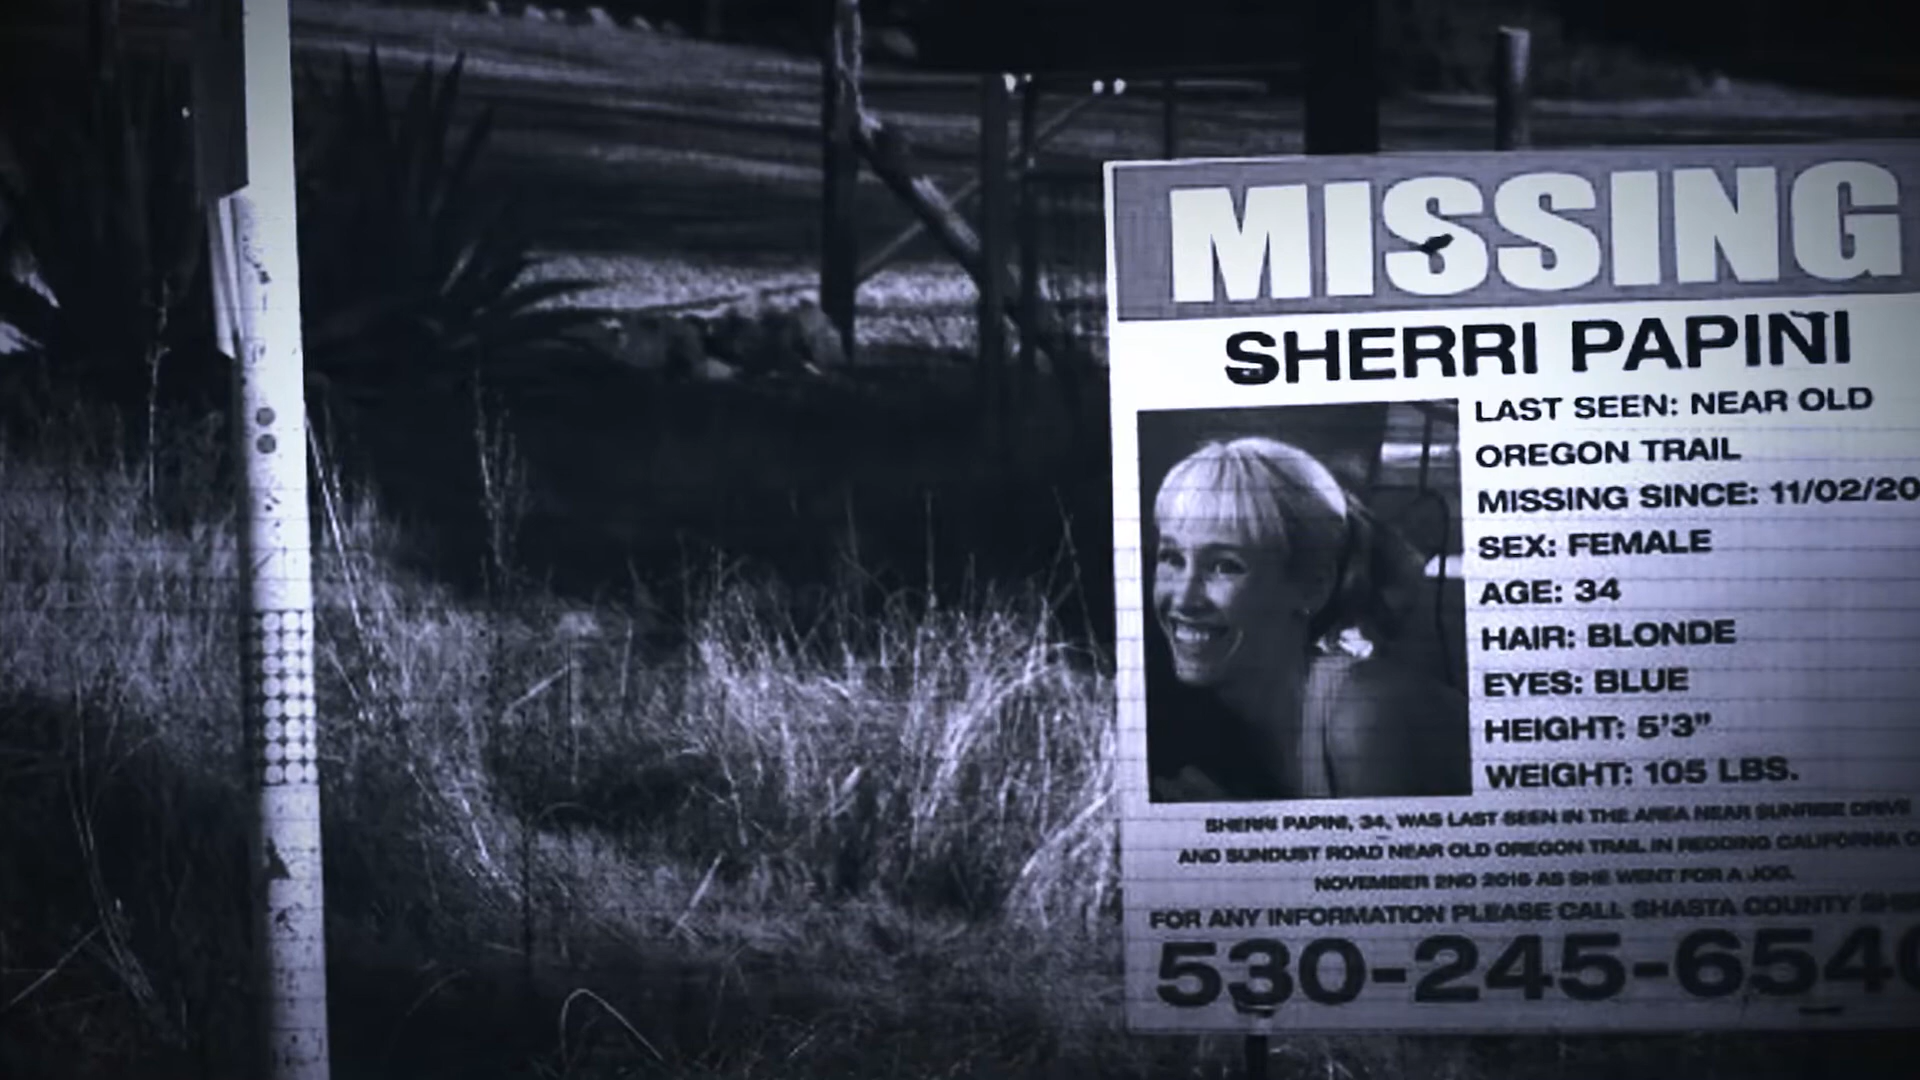 MISSING
SHERRI PAPINI
LAST SEEN: NEAR OLD
OREGON TRAIL
MISSING SINCE: 11/02/20
SEX: FEMALE
AGE: 34
HAIR: BLONDE
EYES: BLUE
HEIGHT: 5'3"
WEIGHT: 105 LBS.
SHERRI PAPINI, 34, WAS LAST SEEN IN THE AREA NEAR SUNRISE DRIVE
AND SUNDUST ROAD NEAR OLD OREGON TRAIL IN REDDING CALIFORNIA
NOVEMBER 2ND 2016 AS SHE WENT FOR A JOG.
FOR ANY INFORMATION PLEASE CALL SHASTA COUNTY
530-245-6540